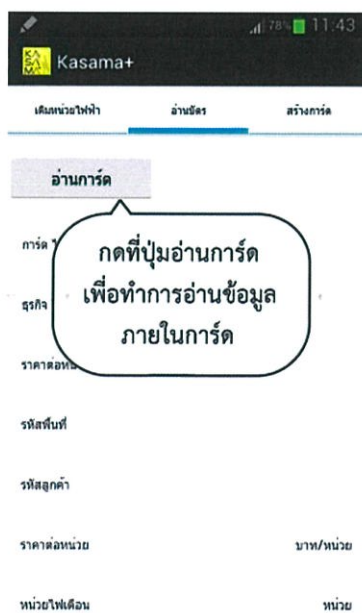 78% 11:43
KASAMA Kasama+
เติมหน่วยไฟฟ้า อ่านบัตร สร้างการ์ด
อ่านการ์ด
กดที่ปุ่มอ่านการ์ด
เพื่อทำการอ่านข้อมูล
ภายในการ์ด
การ์ด
ธุรกิจ
ราคาต่อหน่
รหัสพื้นที่
รหัสลูกค้า
ราคาต่อหน่วย บาท/หน่วย
หน่วยไฟเดือน หน่วย